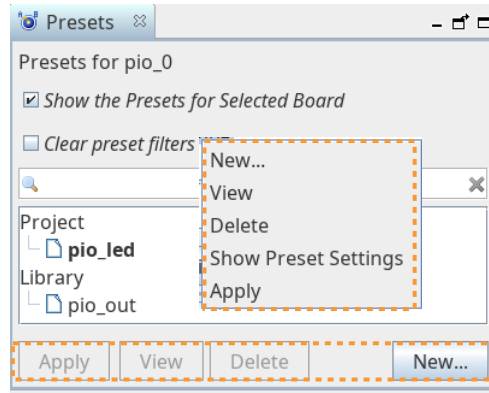 Presets
Presets for pio_0
Show the Presets for Selected Board
Clear preset filters
New...
View
Delete
Show Preset Settings
Apply
Project
pio_led
Library
pio_out
Apply View Delete New...